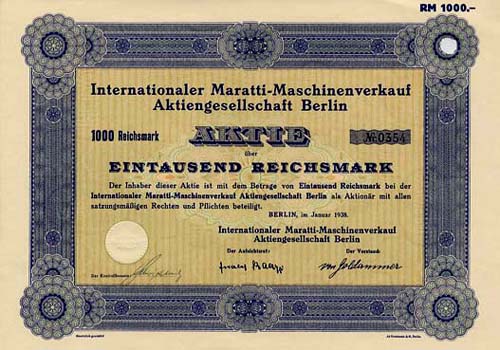 RM 1000.–
Internationaler Maratti-Maschinenverkauf
Aktiengesellschaft Berlin
1000 Reichsmark AKTIE № 0354
über
EINTAUSEND REICHSMARK
Der Inhaber dieser Aktie ist mit dem Betrage von Eintausend Reichsmark bei der
Internationaler Maratti-Maschinenverkauf Aktiengesellschaft Berlin als Aktionär mit allen
satzungsmäßigen Rechten und Pflichten beteiligt.
BERLIN, im Januar 1938.
Internationaler Maratti-Maschinenverkauf
Aktiengesellschaft Berlin
Der Aufsichtsrat: Der Vorstand:
Der Kontrollbeamte: von Goldammer